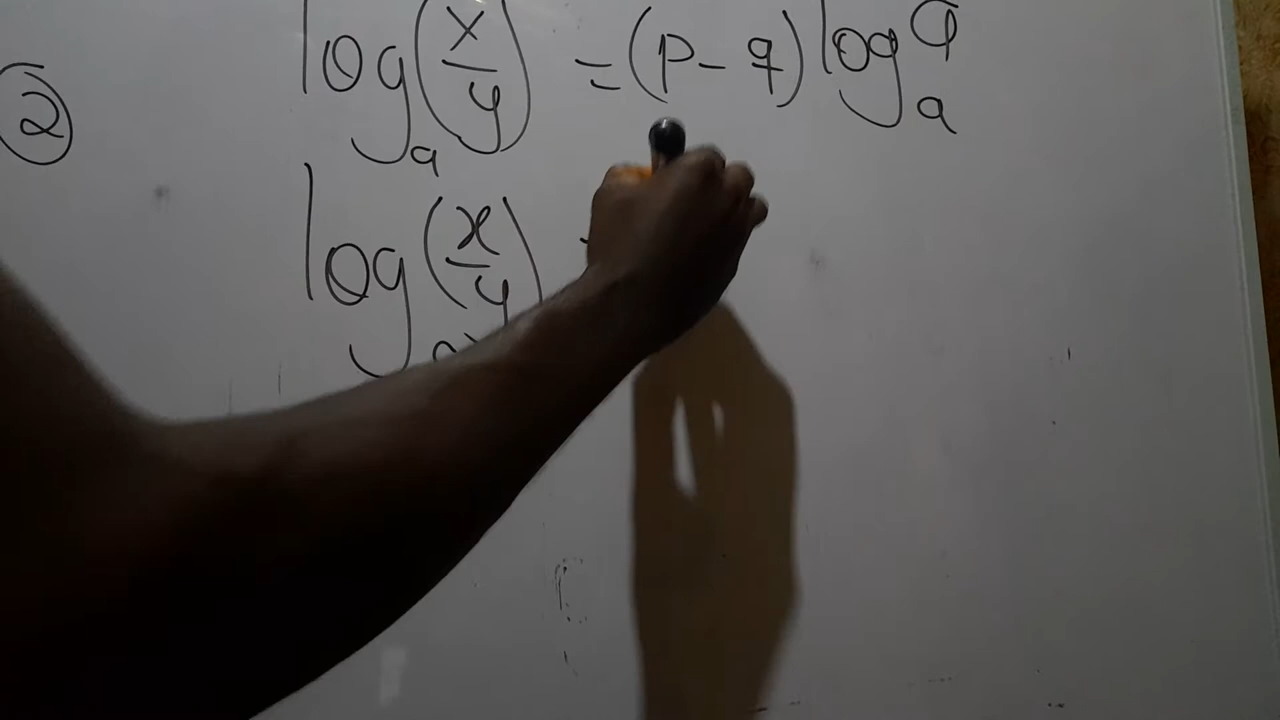 ② log_a (x/y) = (p - q) log_a a
log_a (x/y)